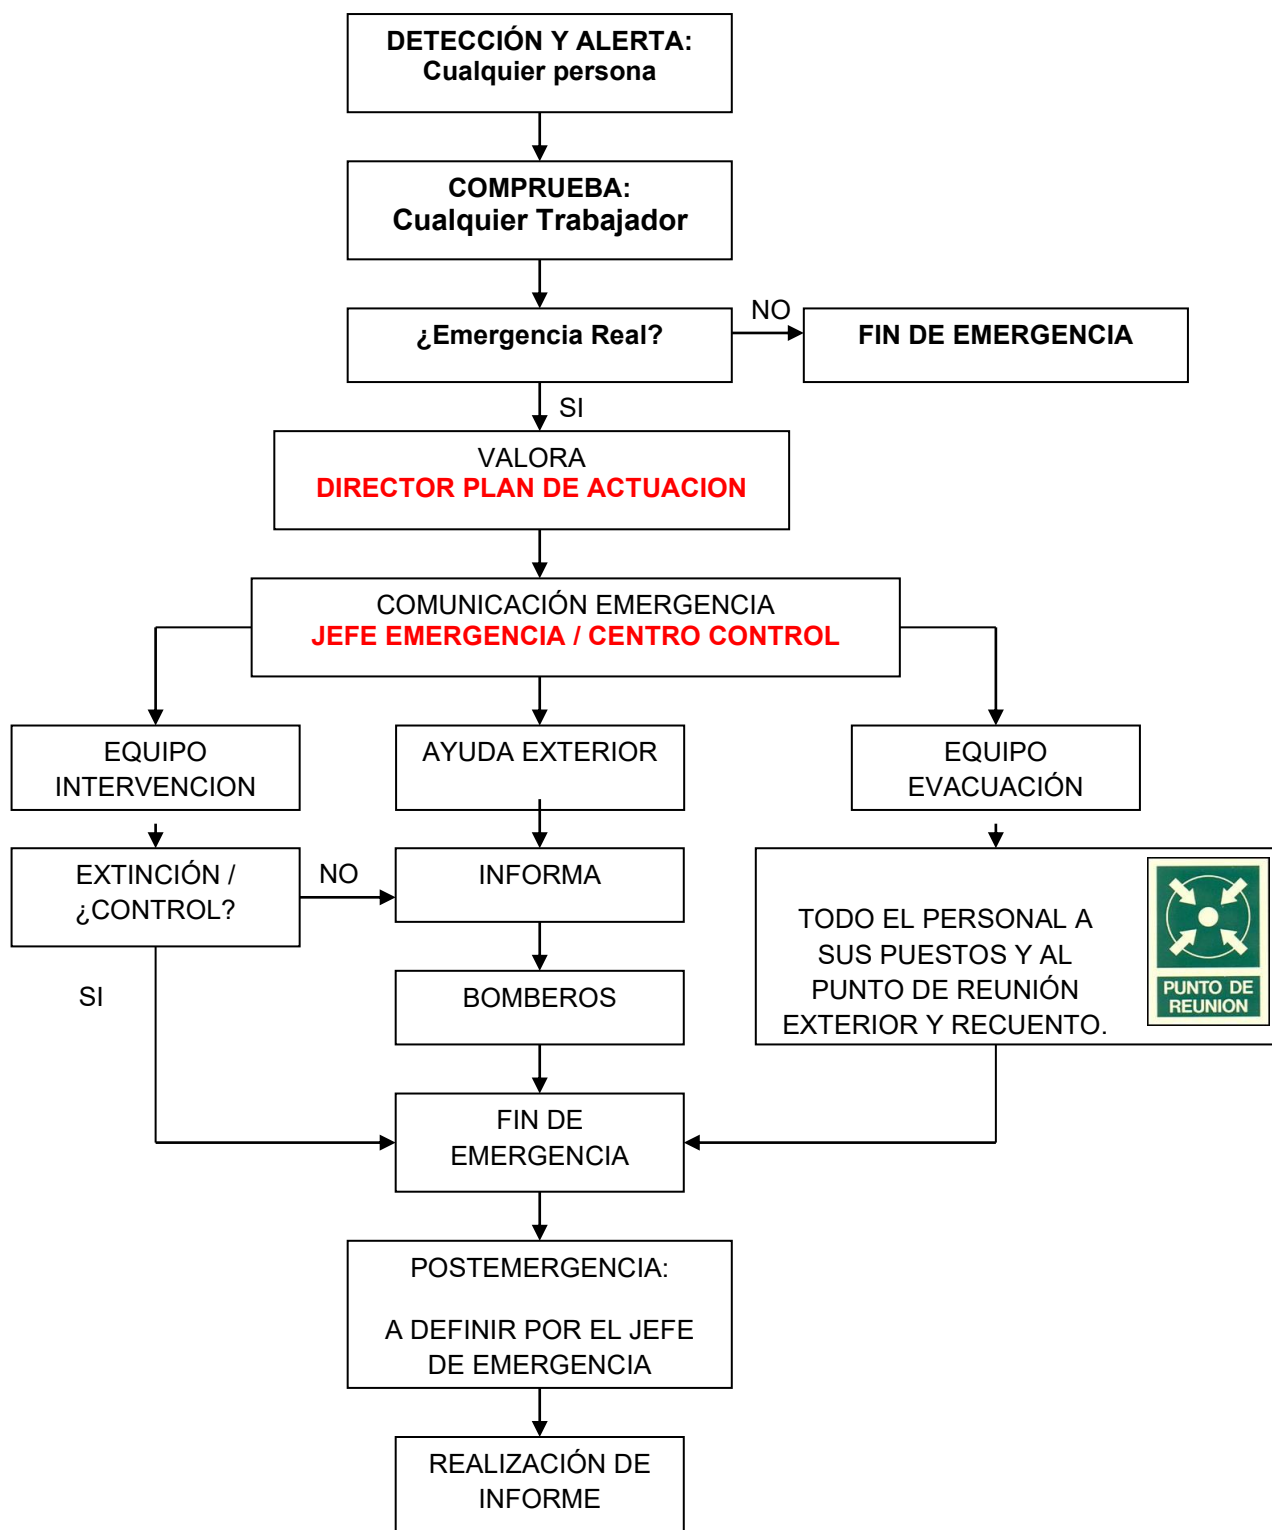 DETECCIÓN Y ALERTA:
Cualquier persona
COMPRUEBA:
Cualquier Trabajador
¿Emergencia Real?
NO
FIN DE EMERGENCIA
SI
VALORA
DIRECTOR PLAN DE ACTUACION
COMUNICACIÓN EMERGENCIA
JEFE EMERGENCIA / CENTRO CONTROL
EQUIPO
INTERVENCION
AYUDA EXTERIOR
EQUIPO
EVACUACIÓN
EXTINCIÓN /
¿CONTROL?
NO
INFORMA
TODO EL PERSONAL A
SUS PUESTOS Y AL
PUNTO DE REUNIÓN
EXTERIOR Y RECUENTO.
PUNTO DE
REUNION
SI
BOMBEROS
FIN DE
EMERGENCIA
POSTEMERGENCIA:
A DEFINIR POR EL JEFE
DE EMERGENCIA
REALIZACIÓN DE
INFORME